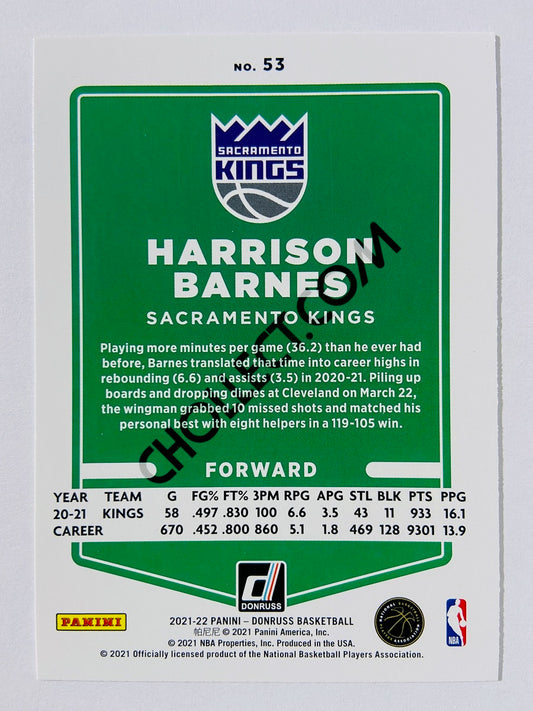 NO. 53
SACRAMENTO
KINGS
HARRISON
BARNES
SACRAMENTO KINGS
Playing more minutes per game (36.2) than he ever had
before, Barnes translated that time into career highs in
rebounding (6.6) and assists (3.5) in 2020-21. Piling up
boards and dropping dimes at Cleveland on March 22,
the wingman grabbed 10 missed shots and matched his
personal best with eight helpers in a 119-105 win.
CHOLLECT.COM
FORWARD
YEAR TEAM G FG% FT% 3PM RPG APG STL BLK PTS PPG
20-21 KINGS 58 .497 .830 100 6.6 3.5 43 11 933 16.1
CAREER 670 .452 .800 860 5.1 1.8 469 128 9301 13.9
DONRUSS
PANINI
2021-22 PANINI – DONRUSS BASKETBALL
帕尼尼 © 2021 Panini America, Inc.
© 2021 NBA Properties, Inc. Produced in the USA.
© 2021 Officially licensed product of the National Basketball Players Association.
NATIONAL BASKETBALL PLAYERS ASSOCIATION
NBA